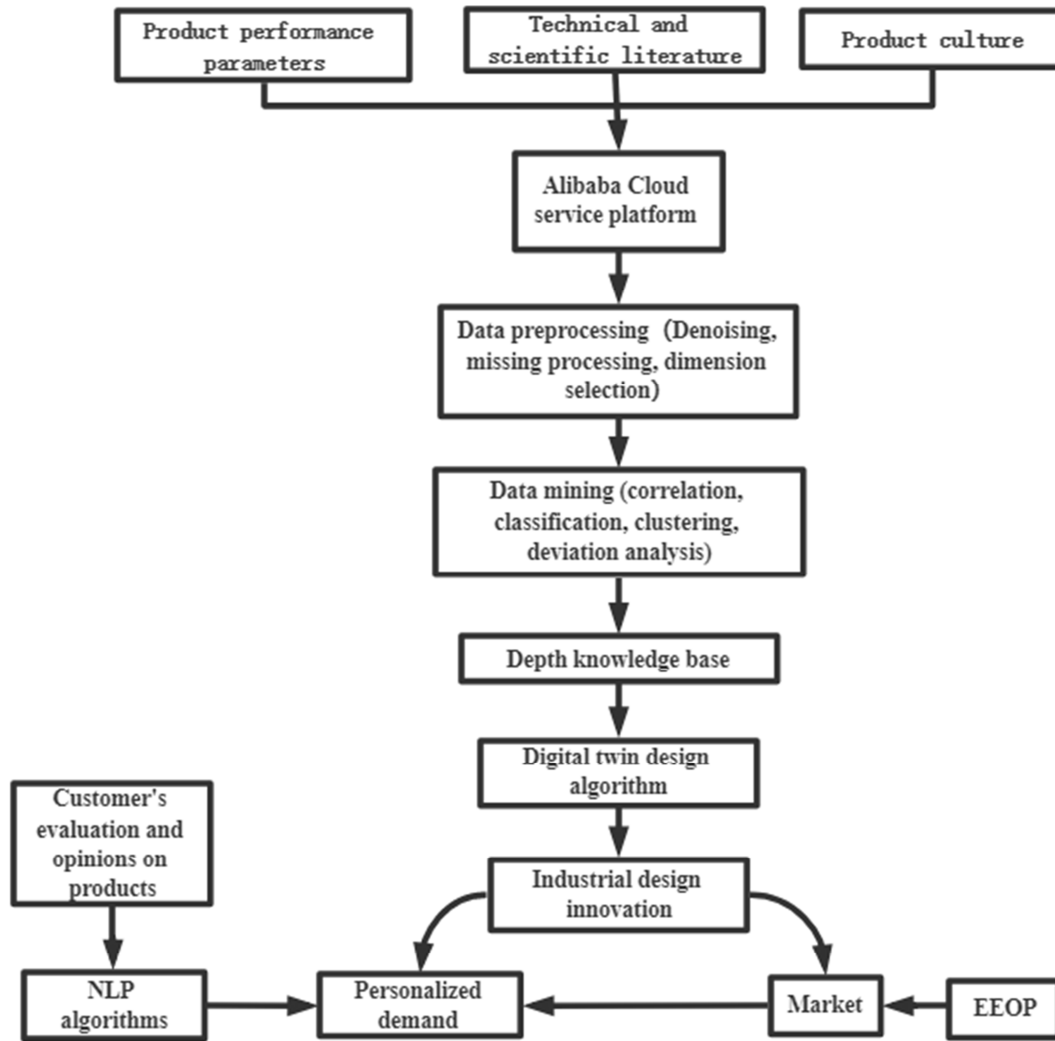 Product performance
parameters
Technical and
scientific literature
Product culture
Alibaba Cloud
service platform
Data preprocessing（Denoising,
missing processing, dimension
selection）
Data mining (correlation,
classification, clustering,
deviation analysis)
Depth knowledge base
Digital twin design
algorithm
Customer's
evaluation and
opinions on
products
Industrial design
innovation
NLP
algorithms
Personalized
demand
Market
EEOP